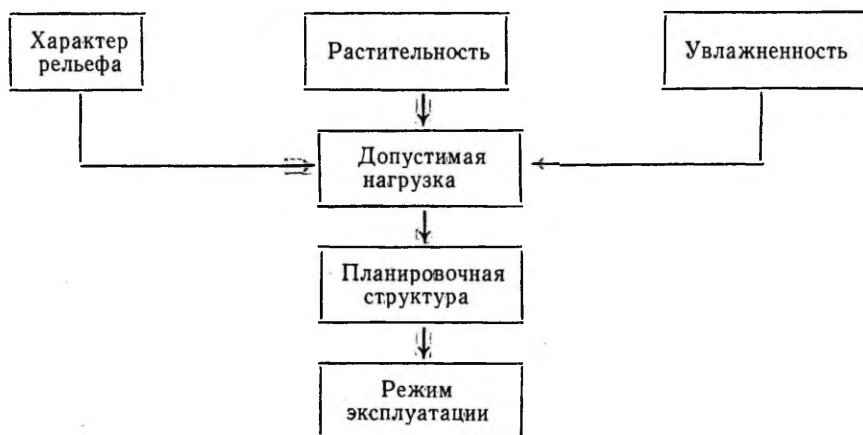 Характер
рельефа
Растительность
Увлажненность
Допустимая
нагрузка
Планировочная
структура
Режим
эксплуатации